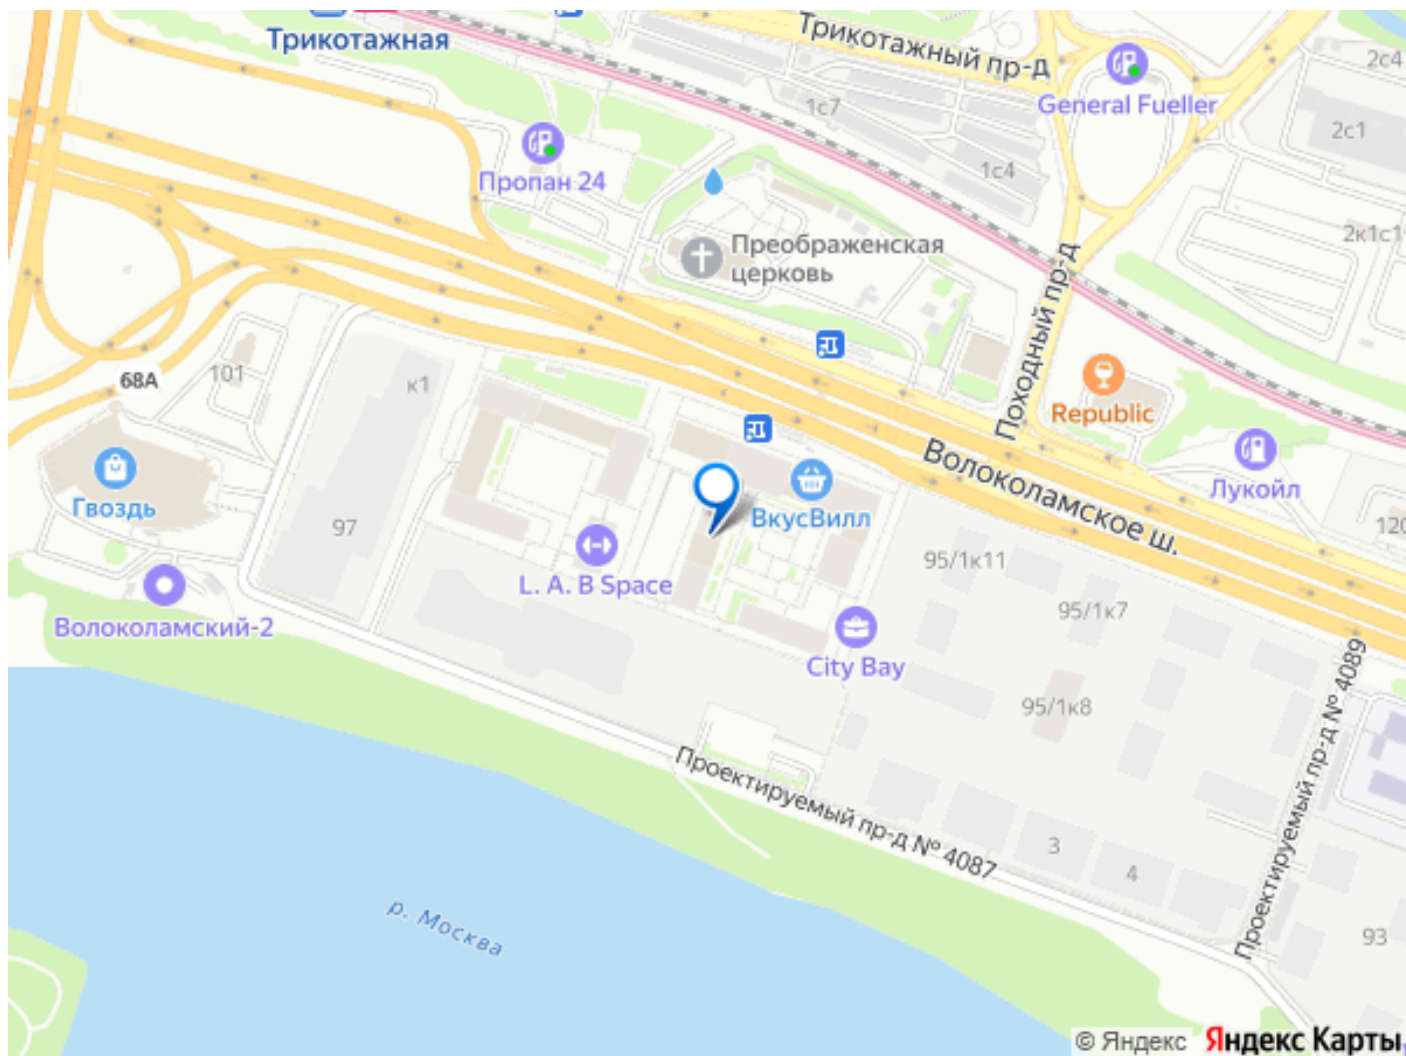 Трикотажная
Трикотажный пр-д
2с4
General Fueller
1с7
2с1
1с4
Пропан 24
2к1с1
Преображенская
церковь
Походный пр-д
68А
101
к1
Republic
Волоколамское ш.
Лукойл
Гвоздь
ВкусВилл
97
120
95/1к11
L. A. B Space
95/1к7
Волоколамский-2
City Bay
95/1к8
Проектируемый пр-д № 4089
Проектируемый пр-д № 4087
3
4
р. Москва
93
© Яндекс Яндекс Карты